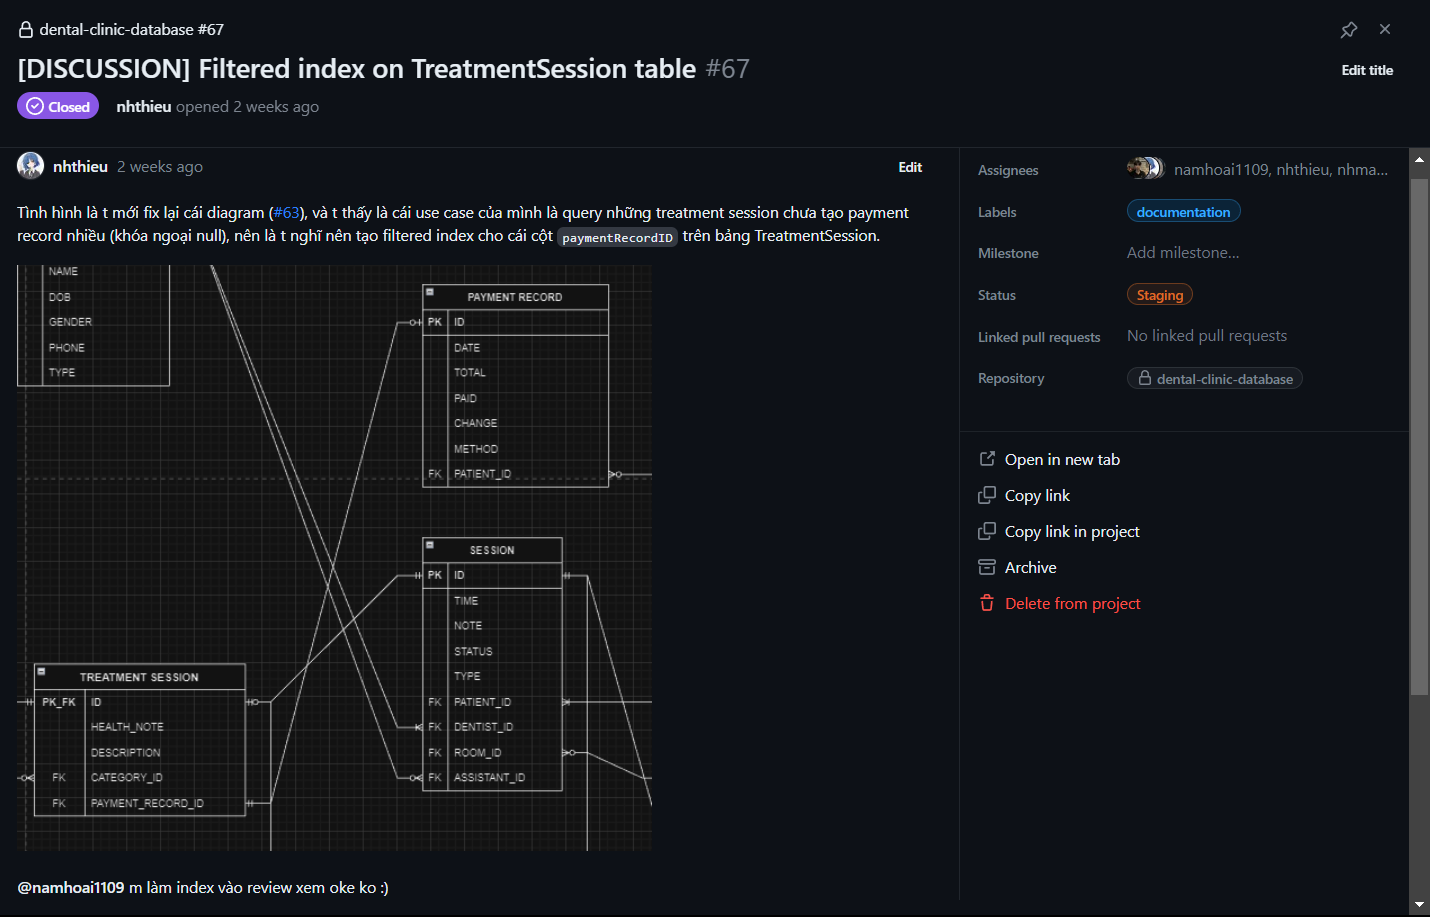 dental-clinic-database #67
[DISCUSSION] Filtered index on TreatmentSession table #67
Edit title
Closed
nhthieu opened 2 weeks ago
nhthieu 2 weeks ago
Edit
Tình hình là t mới fix lại cái diagram (#63), và t thấy là cái use case của mình là query những treatment session chưa tạo payment
record nhiều (khóa ngoại null), nên là t nghĩ nên tạo filtered index cho cái cột paymentRecordID trên bảng TreatmentSession.
NAME
DOB
GENDER
PHONE
TYPE
PAYMENT RECORD
PK ID
DATE
TOTAL
PAID
CHANGE
METHOD
FK PATIENT_ID
SESSION
PK ID
TIME
NOTE
STATUS
TYPE
FK PATIENT_ID
FK DENTIST_ID
FK ROOM_ID
FK ASSISTANT_ID
TREATMENT SESSION
PK_FK ID
HEALTH_NOTE
DESCRIPTION
FK CATEGORY_ID
FK PAYMENT_RECORD_ID
@namhoai1109 m làm index vào review xem oke ko :)
Assignees
namhoai1109, nhthieu, nhma...
Labels
documentation
Milestone
Add milestone...
Status
Staging
Linked pull requests
No linked pull requests
Repository
dental-clinic-database
Open in new tab
Copy link
Copy link in project
Archive
Delete from project